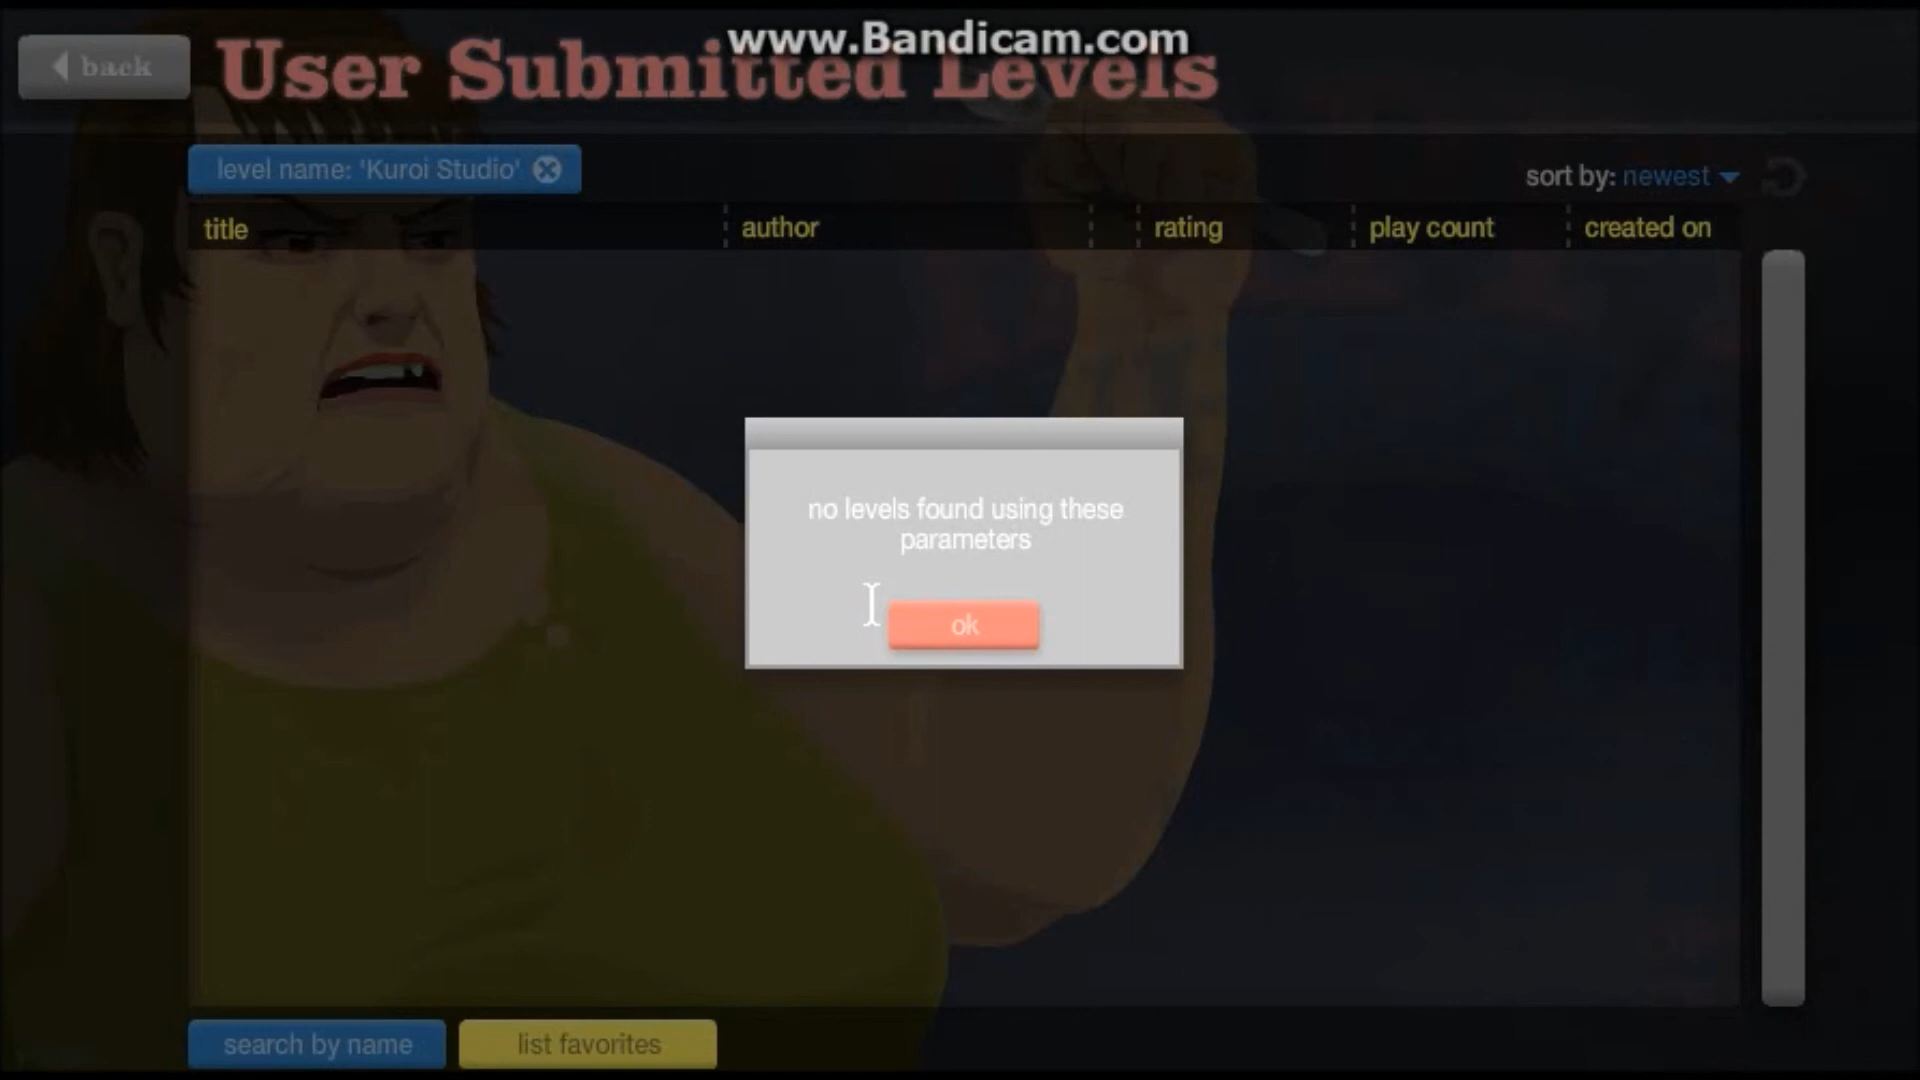 www.Bandicam.com
back
User Submitted Levels
level name: 'Kuroi Studio'
sort by: newest
title author rating play count created on
no levels found using these
parameters
ok
search by name list favorites